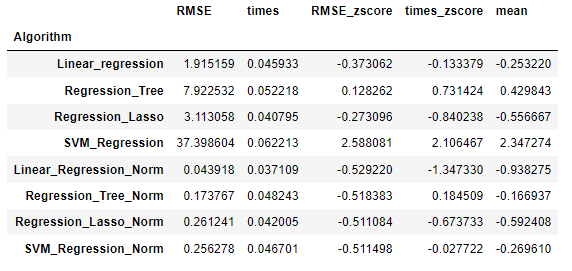 RMSE times RMSE_zscore times_zscore mean
Algorithm
Linear_regression 1.915159 0.045933 -0.373062 -0.133379 -0.253220
Regression_Tree 7.922532 0.052218 0.128262 0.731424 0.429843
Regression_Lasso 3.113058 0.040795 -0.273096 -0.840238 -0.556667
SVM_Regression 37.398604 0.062213 2.588081 2.106467 2.347274
Linear_Regression_Norm 0.043918 0.037109 -0.529220 -1.347330 -0.938275
Regression_Tree_Norm 0.173767 0.048243 -0.518383 0.184509 -0.166937
Regression_Lasso_Norm 0.261241 0.042005 -0.511084 -0.673733 -0.592408
SVM_Regression_Norm 0.256278 0.046701 -0.511498 -0.027722 -0.269610